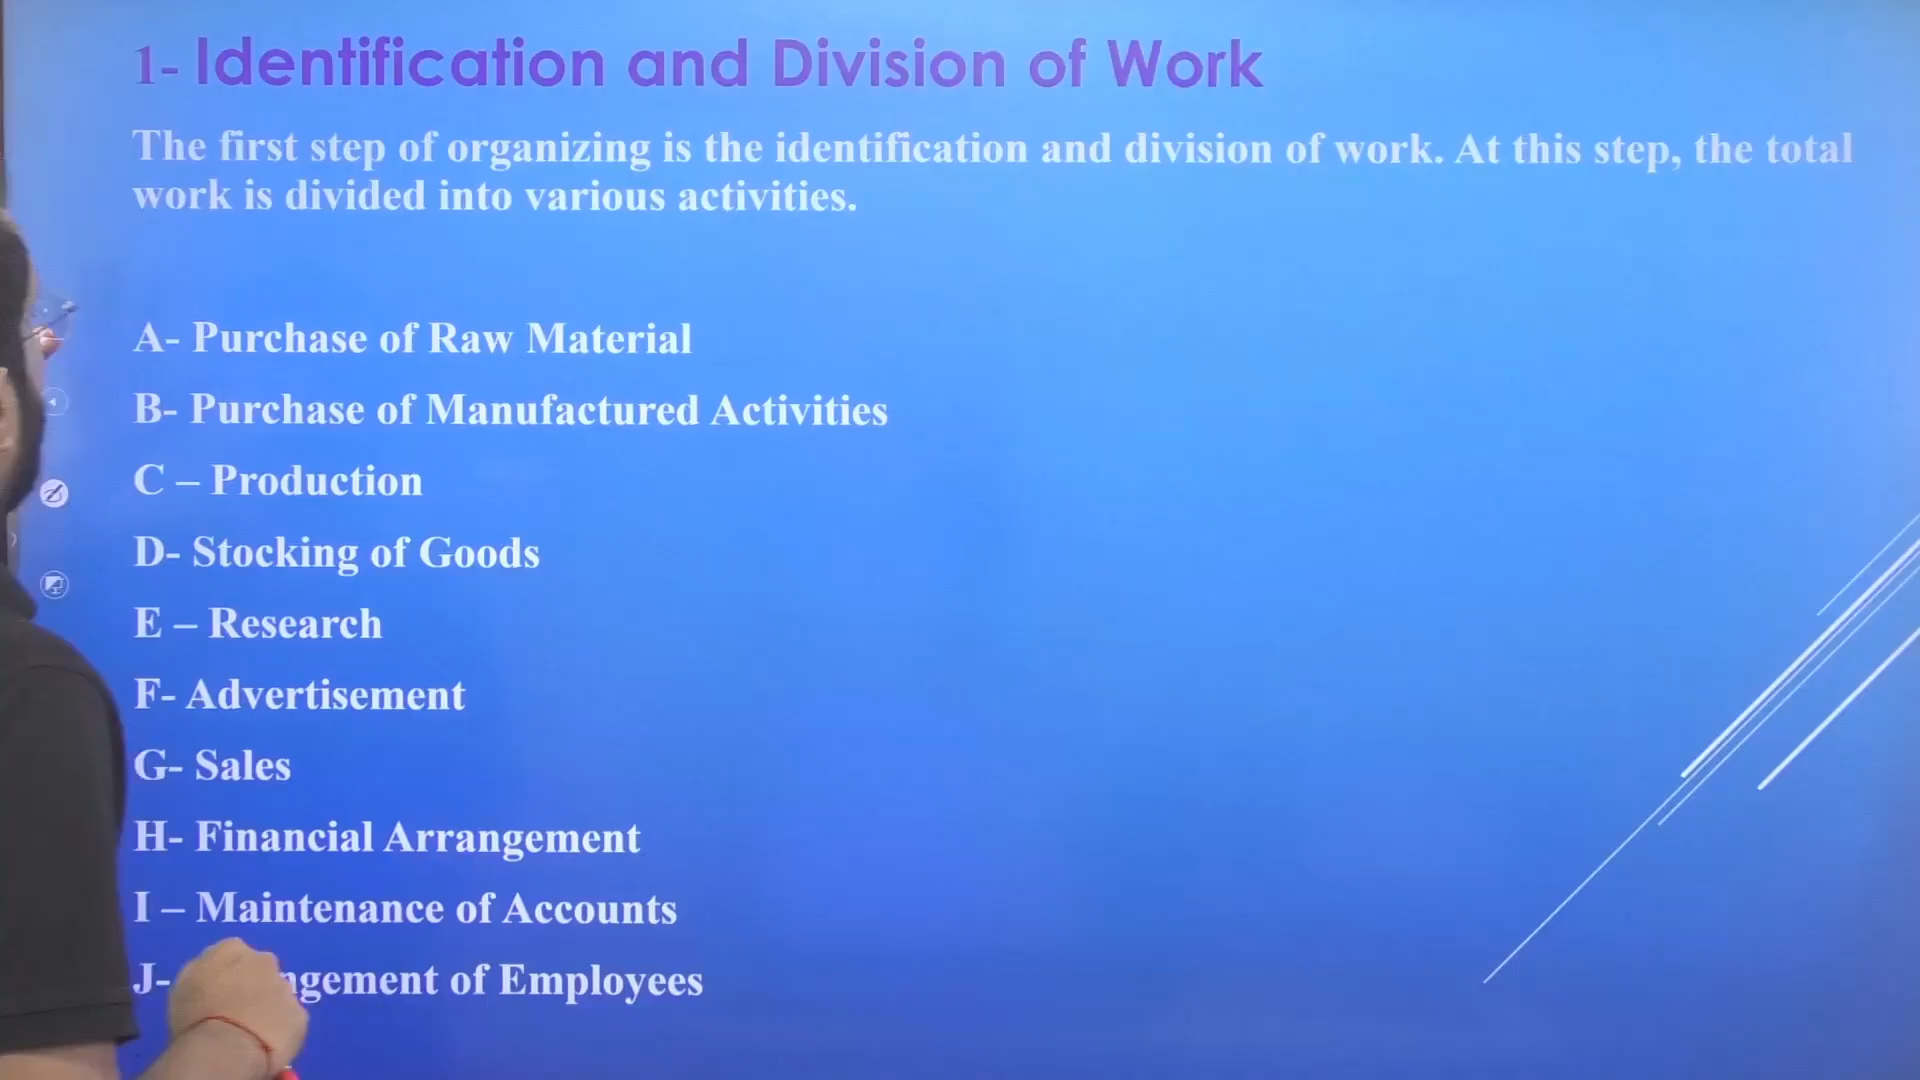 1- Identification and Division of Work
The first step of organizing is the identification and division of work. At this step, the total
work is divided into various activities.
A- Purchase of Raw Material
B- Purchase of Manufactured Activities
C – Production
D- Stocking of Goods
E – Research
F- Advertisement
G- Sales
H- Financial Arrangement
I – Maintenance of Accounts
J- of Employees